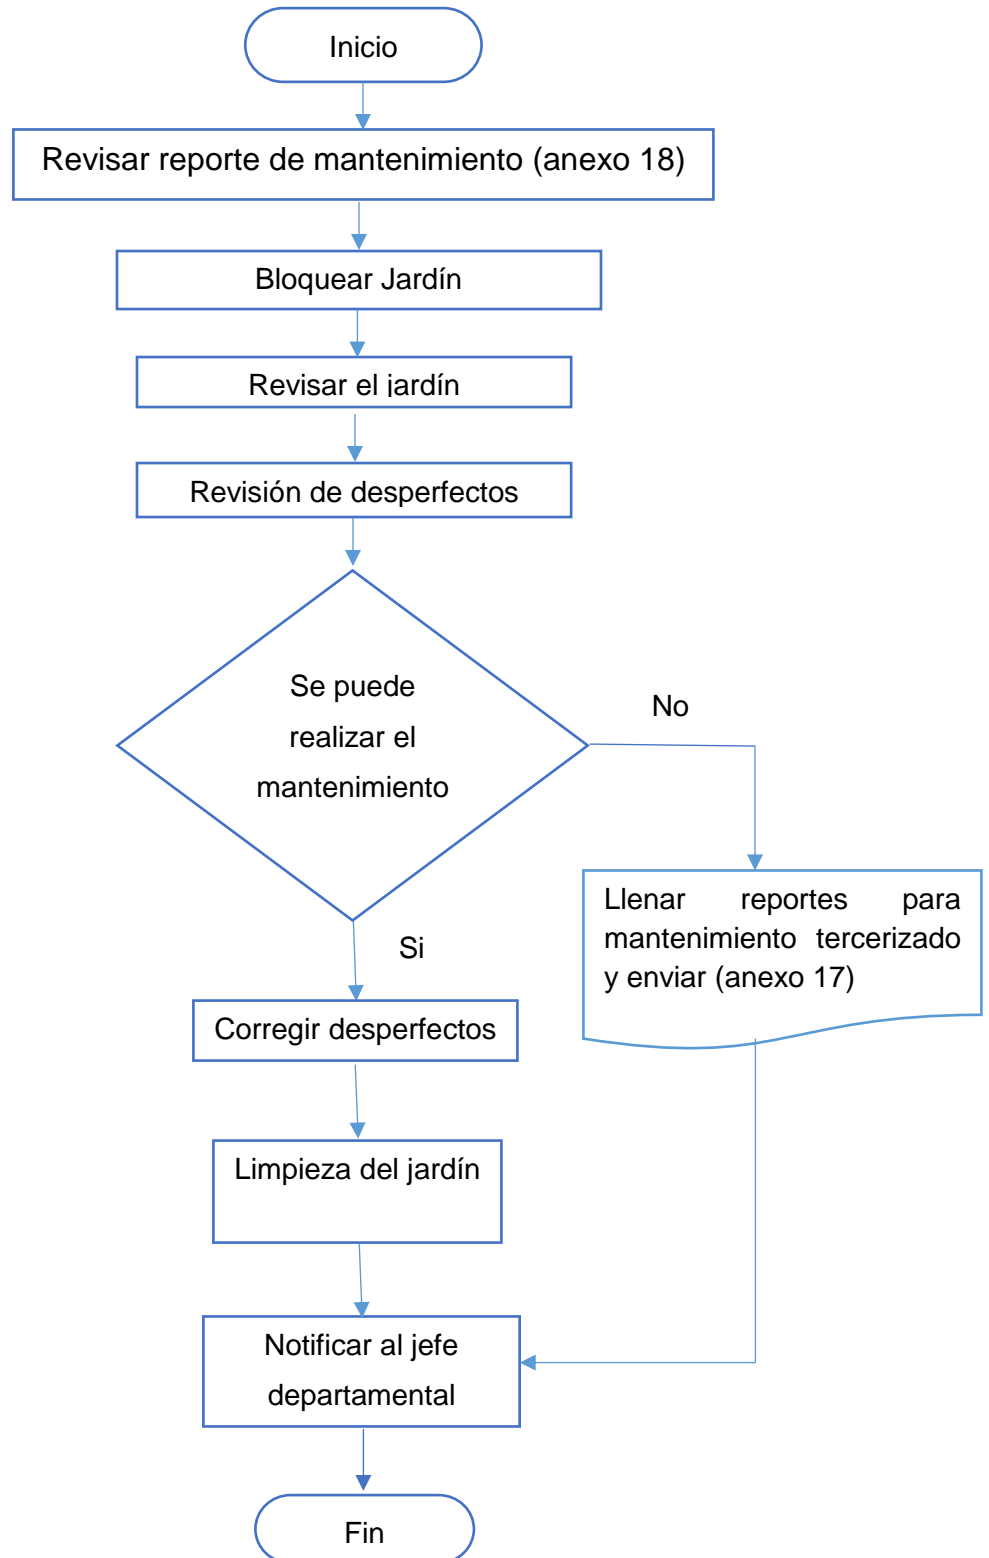 Inicio
Revisar reporte de mantenimiento (anexo 18)
Bloquear Jardín
Revisar el jardín
Revisión de desperfectos
Se puede
realizar el
mantenimiento
No
Llenar reportes para
mantenimiento tercerizado
y enviar (anexo 17)
Si
Corregir desperfectos
Limpieza del jardín
Notificar al jefe
departamental
Fin